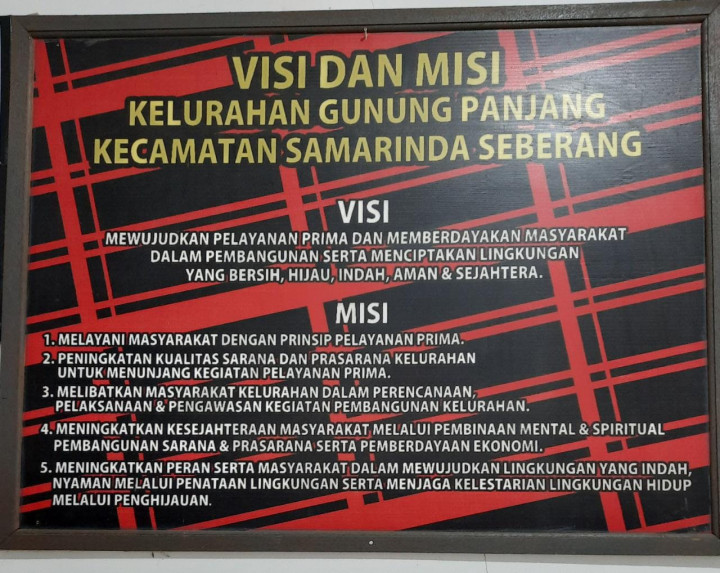 VISI DAN MISI
KELURAHAN GUNUNG PANJANG
KECAMATAN SAMARINDA SEBERANG
VISI
MEWUJUDKAN PELAYANAN PRIMA DAN MEMBERDAYAKAN MASYARAKAT
DALAM PEMBANGUNAN SERTA MENCIPTAKAN LINGKUNGAN
YANG BERSIH, HIJAU, INDAH, AMAN & SEJAHTERA.
MISI
1. MELAYANI MASYARAKAT DENGAN PRINSIP PELAYANAN PRIMA.
2. PENINGKATAN KUALITAS SARANA DAN PRASARANA KELURAHAN
UNTUK MENUNJANG KEGIATAN PELAYANAN PRIMA.
3. MELIBATKAN MASYARAKAT KELURAHAN DALAM PERENCANAAN,
PELAKSANAAN & PENGAWASAN KEGIATAN PEMBANGUNAN KELURAHAN.
4. MENINGKATKAN KESEJAHTERAAN MASYARAKAT MELALUI PEMBINAAN MENTAL & SPIRITUAL
PEMBANGUNAN SARANA & PRASARANA SERTA PEMBERDAYAAN EKONOMI.
5. MENINGKATKAN PERAN SERTA MASYARAKAT DALAM MEWUJUDKAN LINGKUNGAN YANG INDAH,
NYAMAN MELALUI PENATAAN LINGKUNGAN SERTA MENJAGA KELESTARIAN LINGKUNGAN HIDUP
MELALUI PENGHIJAUAN.